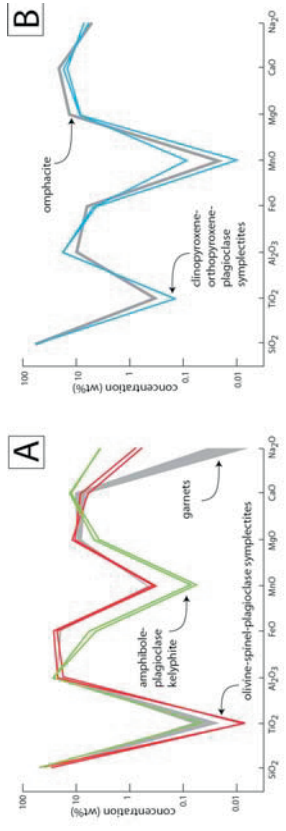 A
concentration (wt%)
100
10
1
0.1
0.01
garnets
amphibole-
plagioclase
kelyphite
olivine-spinel-plagioclase symplectites
SiO2
TiO2
Al2O3
FeO
MnO
MgO
CaO
Na2O
B
concentration (wt%)
100
10
1
0.1
0.01
omphacite
clinopyroxene-
orthopyroxene-
plagioclase
symplectites
SiO2
TiO2
Al2O3
FeO
MnO
MgO
CaO
Na2O